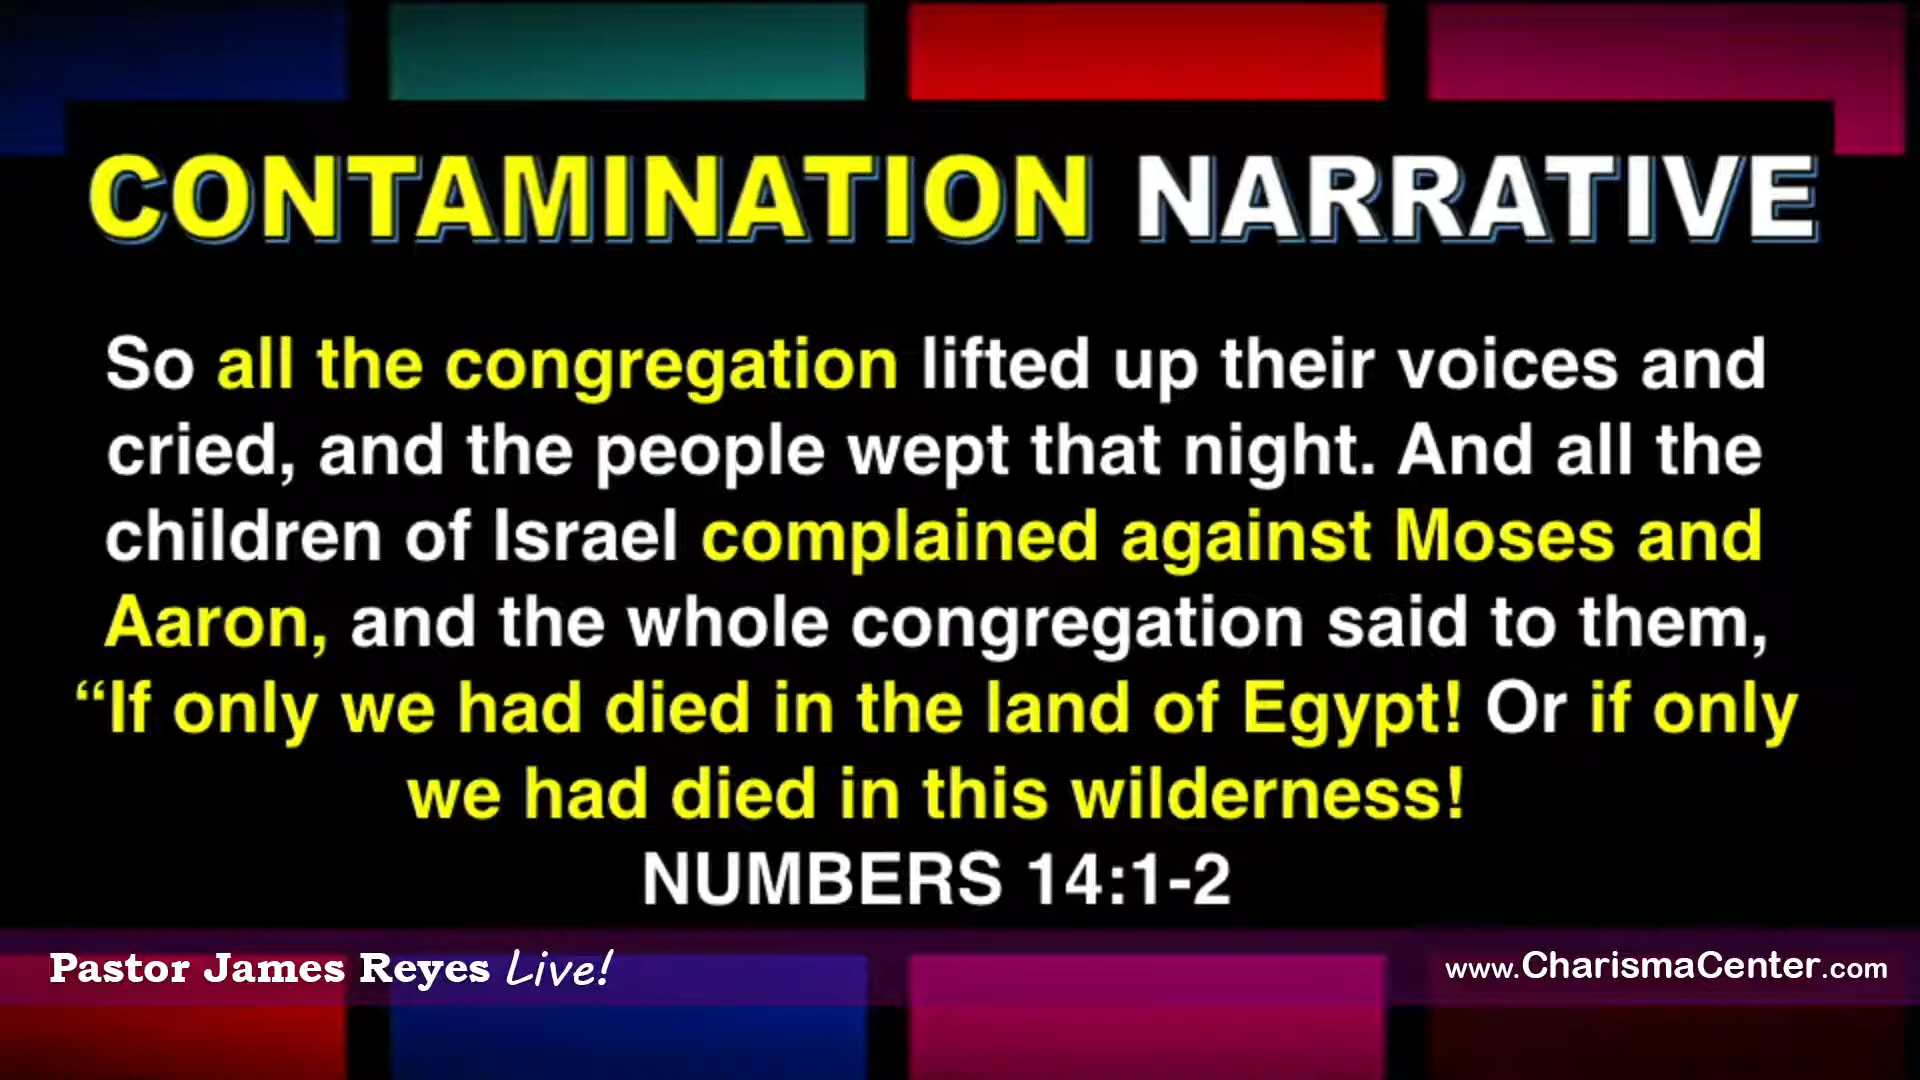 CONTAMINATION NARRATIVE
So all the congregation lifted up their voices and
cried, and the people wept that night. And all the
children of Israel complained against Moses and
Aaron, and the whole congregation said to them,
“If only we had died in the land of Egypt! Or if only
we had died in this wilderness!
NUMBERS 14:1-2
Pastor James Reyes Live!
www.CharismaCenter.com